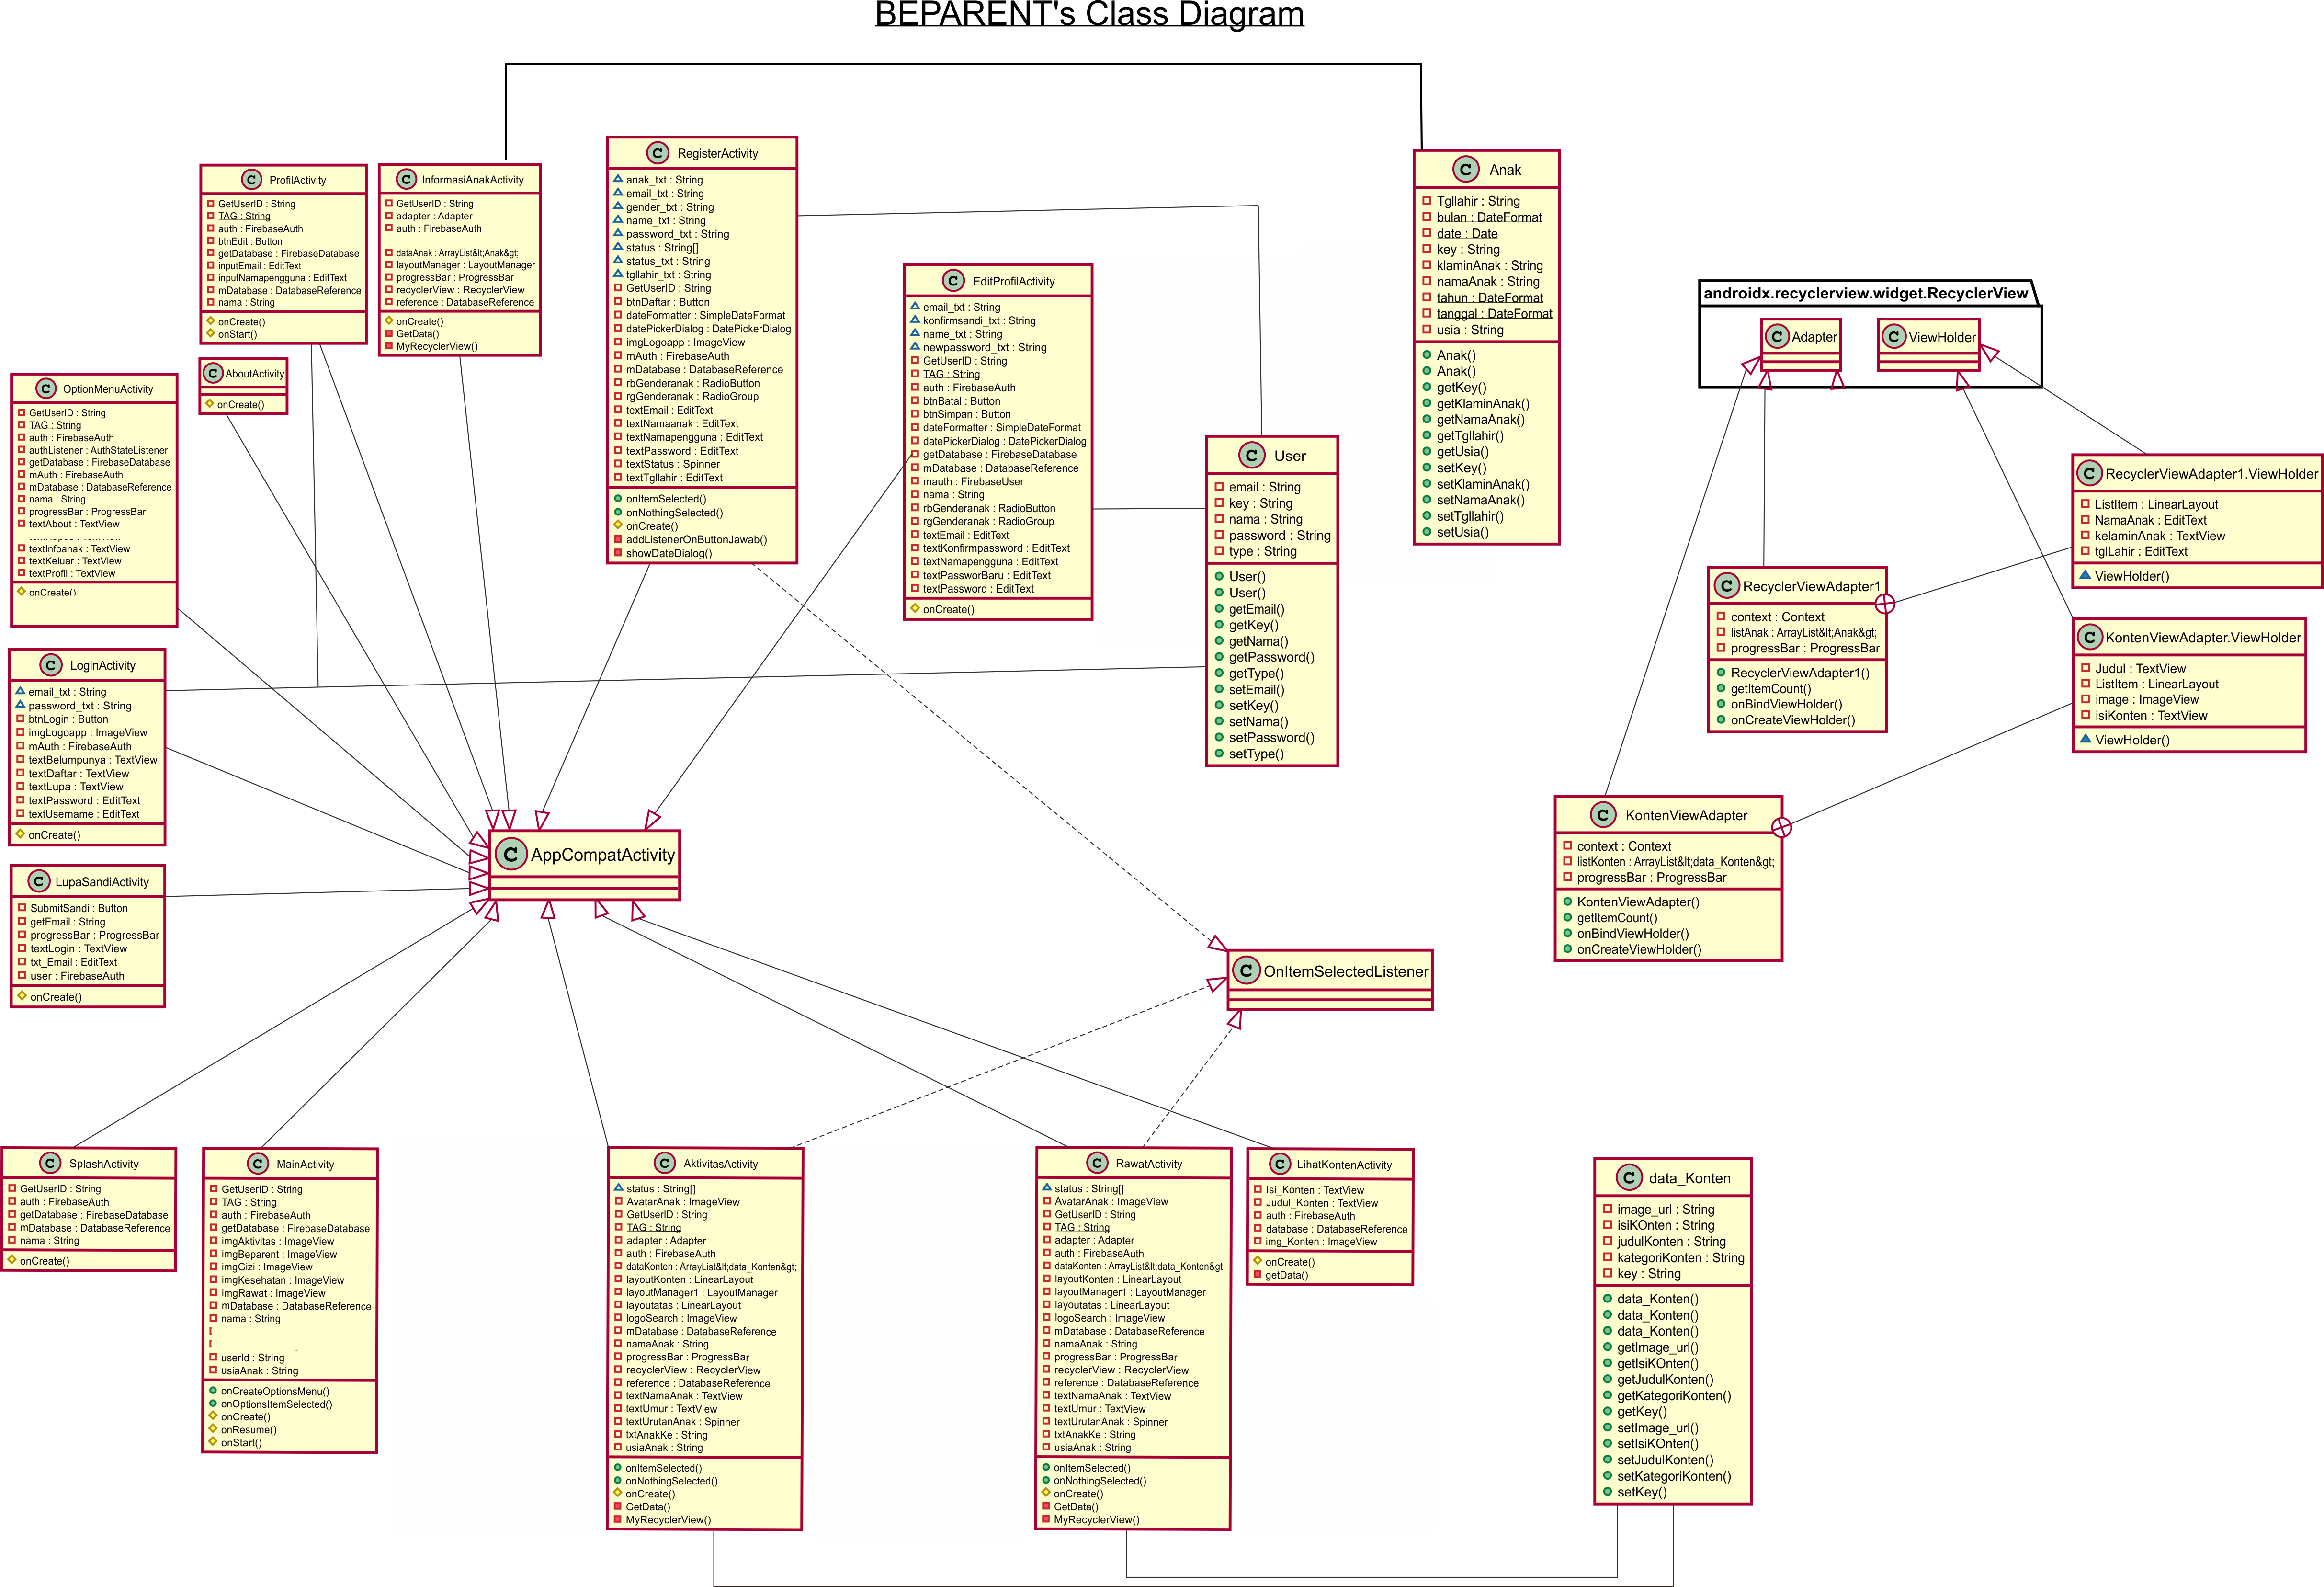 BEPARENT's Class Diagram
ProfilActivity
GetUserID : String
TAG : String
auth : FirebaseAuth
btnEdit : Button
getDatabase : FirebaseDatabase
inputEmail : EditText
inputNamapengguna : EditText
mDatabase : DatabaseReference
nama : String
onCreate()
onStart()
InformasiAnakActivity
GetUserID : String
adapter : Adapter
auth : FirebaseAuth
dataAnak : ArrayList&lt;Anak&gt;
layoutManager : LayoutManager
progressBar : ProgressBar
recyclerView : RecyclerView
reference : DatabaseReference
onCreate()
GetData()
MyRecyclerView()
RegisterActivity
anak_txt : String
email_txt : String
gender_txt : String
name_txt : String
password_txt : String
status : String[]
status_txt : String
tgllahir_txt : String
GetUserID : String
btnDaftar : Button
dateFormatter : SimpleDateFormat
datePickerDialog : DatePickerDialog
imgLogoapp : ImageView
mAuth : FirebaseAuth
mDatabase : DatabaseReference
rbGenderanak : RadioButton
rgGenderanak : RadioGroup
textEmail : EditText
textNamaanak : EditText
textNamapengguna : EditText
textPassword : EditText
textStatus : Spinner
textTgllahir : EditText
onItemSelected()
onNothingSelected()
onCreate()
addListenerOnButtonJawab()
showDateDialog()
Anak
Tgllahir : String
bulan : DateFormat
date : Date
key : String
klaminAnak : String
namaAnak : String
tahun : DateFormat
tanggal : DateFormat
usia : String
Anak()
Anak()
getKey()
getKlaminAnak()
getNamaAnak()
getTgllahir()
getUsia()
setKey()
setKlaminAnak()
setNamaAnak()
setTgllahir()
setUsia()
EditProfilActivity
email_txt : String
konfirmsandi_txt : String
name_txt : String
newpassword_txt : String
GetUserID : String
TAG : String
auth : FirebaseAuth
btnBatal : Button
btnSimpan : Button
dateFormatter : SimpleDateFormat
datePickerDialog : DatePickerDialog
getDatabase : FirebaseDatabase
mDatabase : DatabaseReference
mauth : FirebaseUser
nama : String
rbGenderanak : RadioButton
rgGenderanak : RadioGroup
textEmail : EditText
textKonfirmpassword : EditText
textNamapengguna : EditText
textPassworBaru : EditText
textPassword : EditText
onCreate()
androidx.recyclerview.widget.RecyclerView
Adapter
ViewHolder
AboutActivity
onCreate()
OptionMenuActivity
GetUserID : String
TAG : String
auth : FirebaseAuth
authListener : AuthStateListener
getDatabase : FirebaseDatabase
mAuth : FirebaseAuth
mDatabase : DatabaseReference
nama : String
progressBar : ProgressBar
textAbout : TextView
textInfoanak : TextView
textKeluar : TextView
textProfil : TextView
onCreate()
User
email : String
key : String
nama : String
password : String
type : String
User()
User()
getEmail()
getKey()
getNama()
getPassword()
getType()
setEmail()
setKey()
setNama()
setPassword()
setType()
RecyclerViewAdapter1.ViewHolder
ListItem : LinearLayout
NamaAnak : EditText
kelaminAnak : TextView
tglLahir : EditText
ViewHolder()
RecyclerViewAdapter1
context : Context
listAnak : ArrayList&lt;Anak&gt;
progressBar : ProgressBar
RecyclerViewAdapter1()
getItemCount()
onBindViewHolder()
onCreateViewHolder()
KontenViewAdapter.ViewHolder
Judul : TextView
ListItem : LinearLayout
image : ImageView
isiKonten : TextView
ViewHolder()
LoginActivity
email_txt : String
password_txt : String
btnLogin : Button
imgLogoapp : ImageView
mAuth : FirebaseAuth
textBelumpunya : TextView
textDaftar : TextView
textLupa : TextView
textPassword : EditText
textUsername : EditText
onCreate()
KontenViewAdapter
context : Context
listKonten : ArrayList&lt;data_Konten&gt;
progressBar : ProgressBar
KontenViewAdapter()
getItemCount()
onBindViewHolder()
onCreateViewHolder()
AppCompatActivity
LupaSandiActivity
SubmitSandi : Button
getEmail : String
progressBar : ProgressBar
textLogin : TextView
txt_Email : EditText
user : FirebaseAuth
onCreate()
OnItemSelectedListener
SplashActivity
GetUserID : String
auth : FirebaseAuth
getDatabase : FirebaseDatabase
mDatabase : DatabaseReference
nama : String
onCreate()
MainActivity
GetUserID : String
TAG : String
auth : FirebaseAuth
getDatabase : FirebaseDatabase
imgAktivitas : ImageView
imgBeparent : ImageView
imgGizi : ImageView
imgKesehatan : ImageView
imgRawat : ImageView
mDatabase : DatabaseReference
nama : String
userId : String
usiaAnak : String
onCreateOptionsMenu()
onOptionsItemSelected()
onCreate()
onResume()
onStart()
AktivitasActivity
status : String[]
AvatarAnak : ImageView
GetUserID : String
TAG : String
adapter : Adapter
auth : FirebaseAuth
dataKonten : ArrayList&lt;data_Konten&gt;
layoutKonten : LinearLayout
layoutManager1 : LayoutManager
layoutatas : LinearLayout
logoSearch : ImageView
mDatabase : DatabaseReference
namaAnak : String
progressBar : ProgressBar
recyclerView : RecyclerView
reference : DatabaseReference
textNamaAnak : TextView
textUmur : TextView
textUrutanAnak : Spinner
txtAnakKe : String
usiaAnak : String
onItemSelected()
onNothingSelected()
onCreate()
GetData()
MyRecyclerView()
RawatActivity
status : String[]
AvatarAnak : ImageView
GetUserID : String
TAG : String
adapter : Adapter
auth : FirebaseAuth
dataKonten : ArrayList&lt;data_Konten&gt;
layoutKonten : LinearLayout
layoutManager1 : LayoutManager
layoutatas : LinearLayout
logoSearch : ImageView
mDatabase : DatabaseReference
namaAnak : String
progressBar : ProgressBar
recyclerView : RecyclerView
reference : DatabaseReference
textNamaAnak : TextView
textUmur : TextView
textUrutanAnak : Spinner
txtAnakKe : String
usiaAnak : String
onItemSelected()
onNothingSelected()
onCreate()
GetData()
MyRecyclerView()
LihatKontenActivity
Isi_Konten : TextView
Judul_Konten : TextView
auth : FirebaseAuth
database : DatabaseReference
img_Konten : ImageView
onCreate()
getData()
data_Konten
image_url : String
isiKOnten : String
judulKonten : String
kategoriKonten : String
key : String
data_Konten()
data_Konten()
data_Konten()
getImage_url()
getIsiKOnten()
getJudulKonten()
getKategoriKonten()
getKey()
setImage_url()
setIsiKOnten()
setJudulKonten()
setKategoriKonten()
setKey()